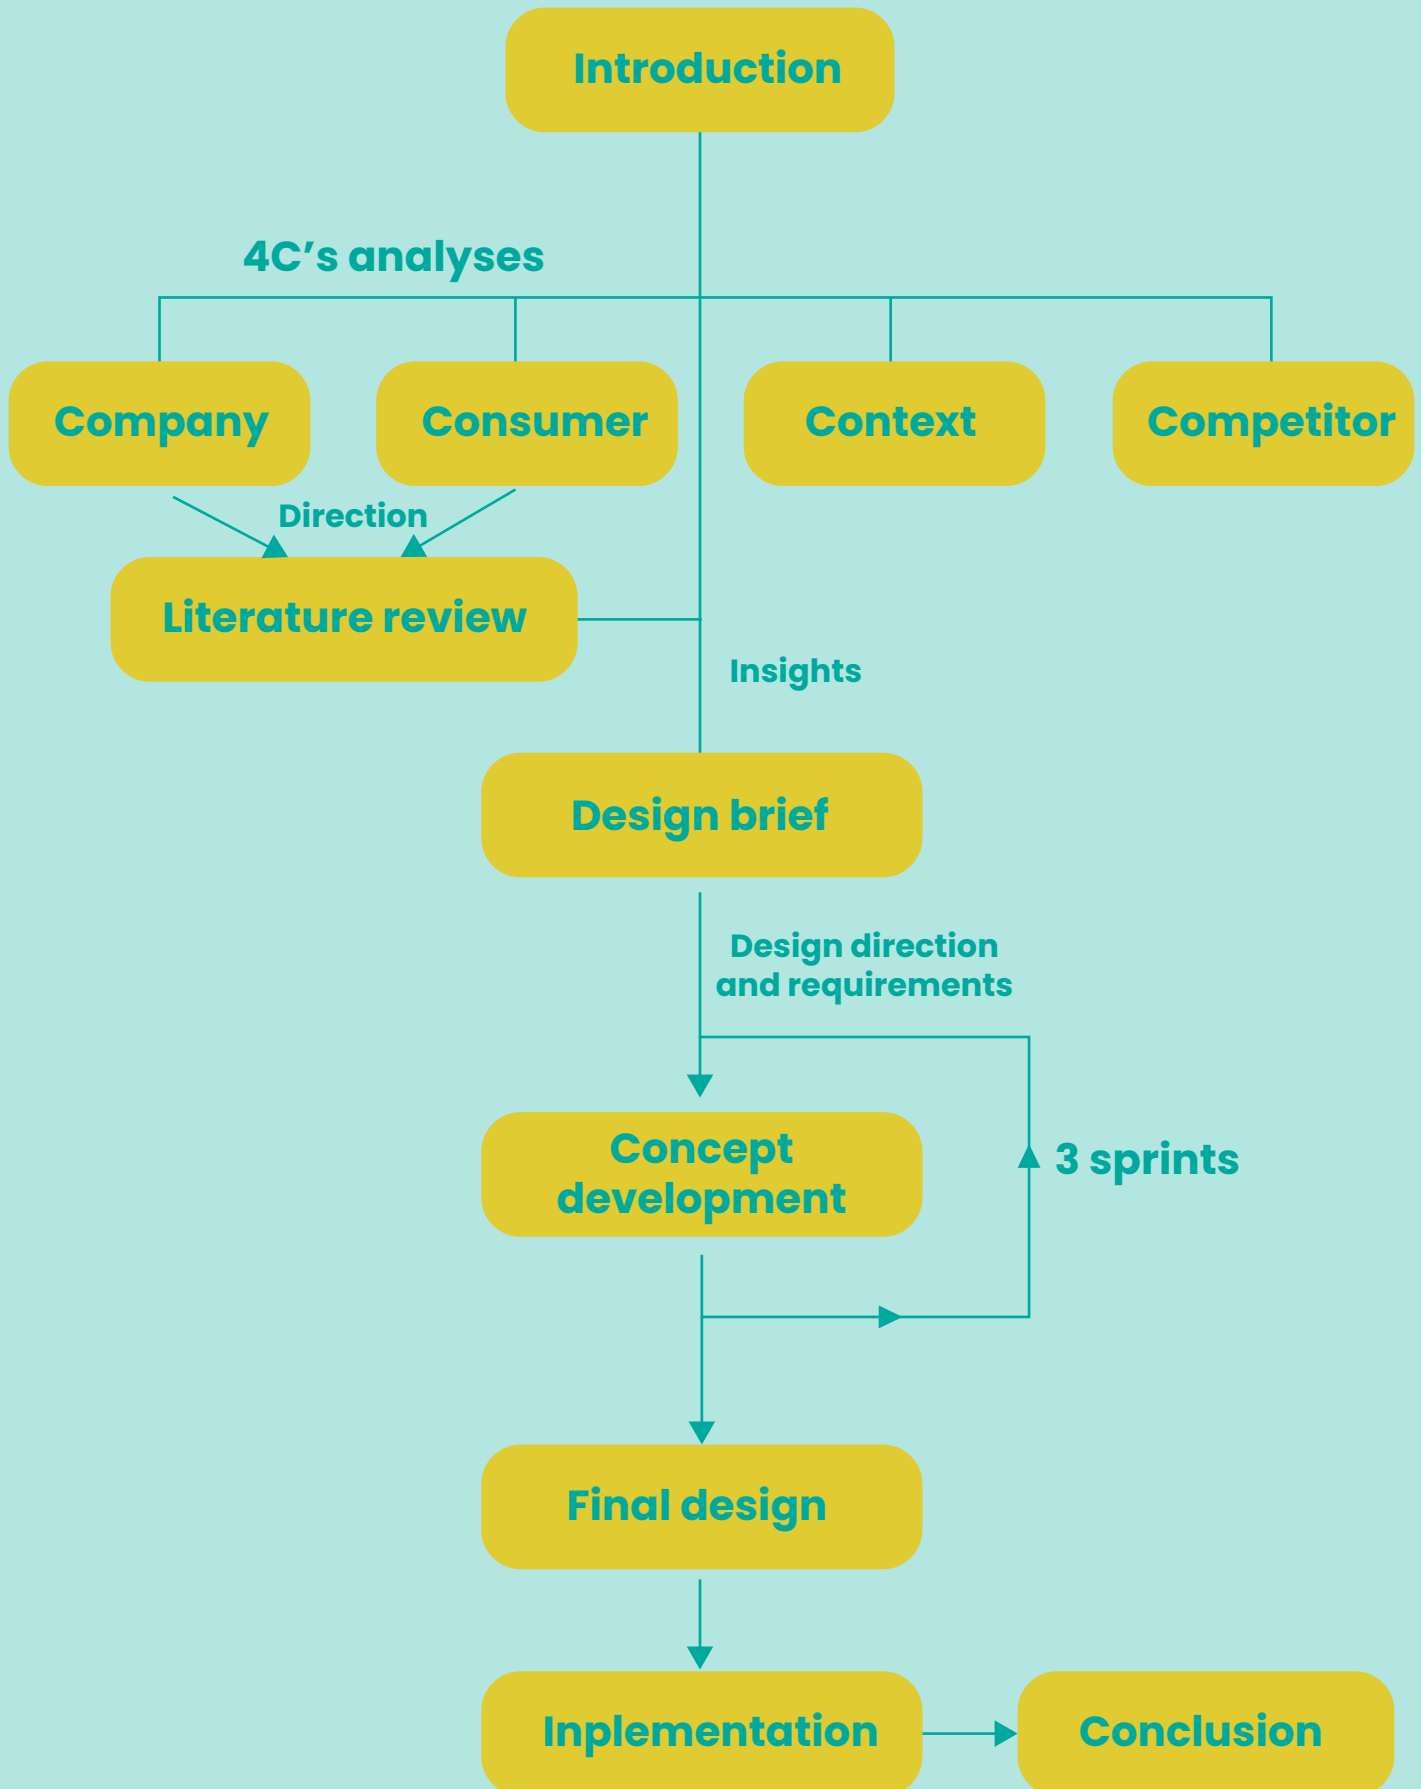 Introduction
4C’s analyses
Company
Consumer
Context
Competitor
Direction
Literature review
Insights
Design brief
Design direction
and requirements
Concept
development
3 sprints
Final design
Inplementation
Conclusion